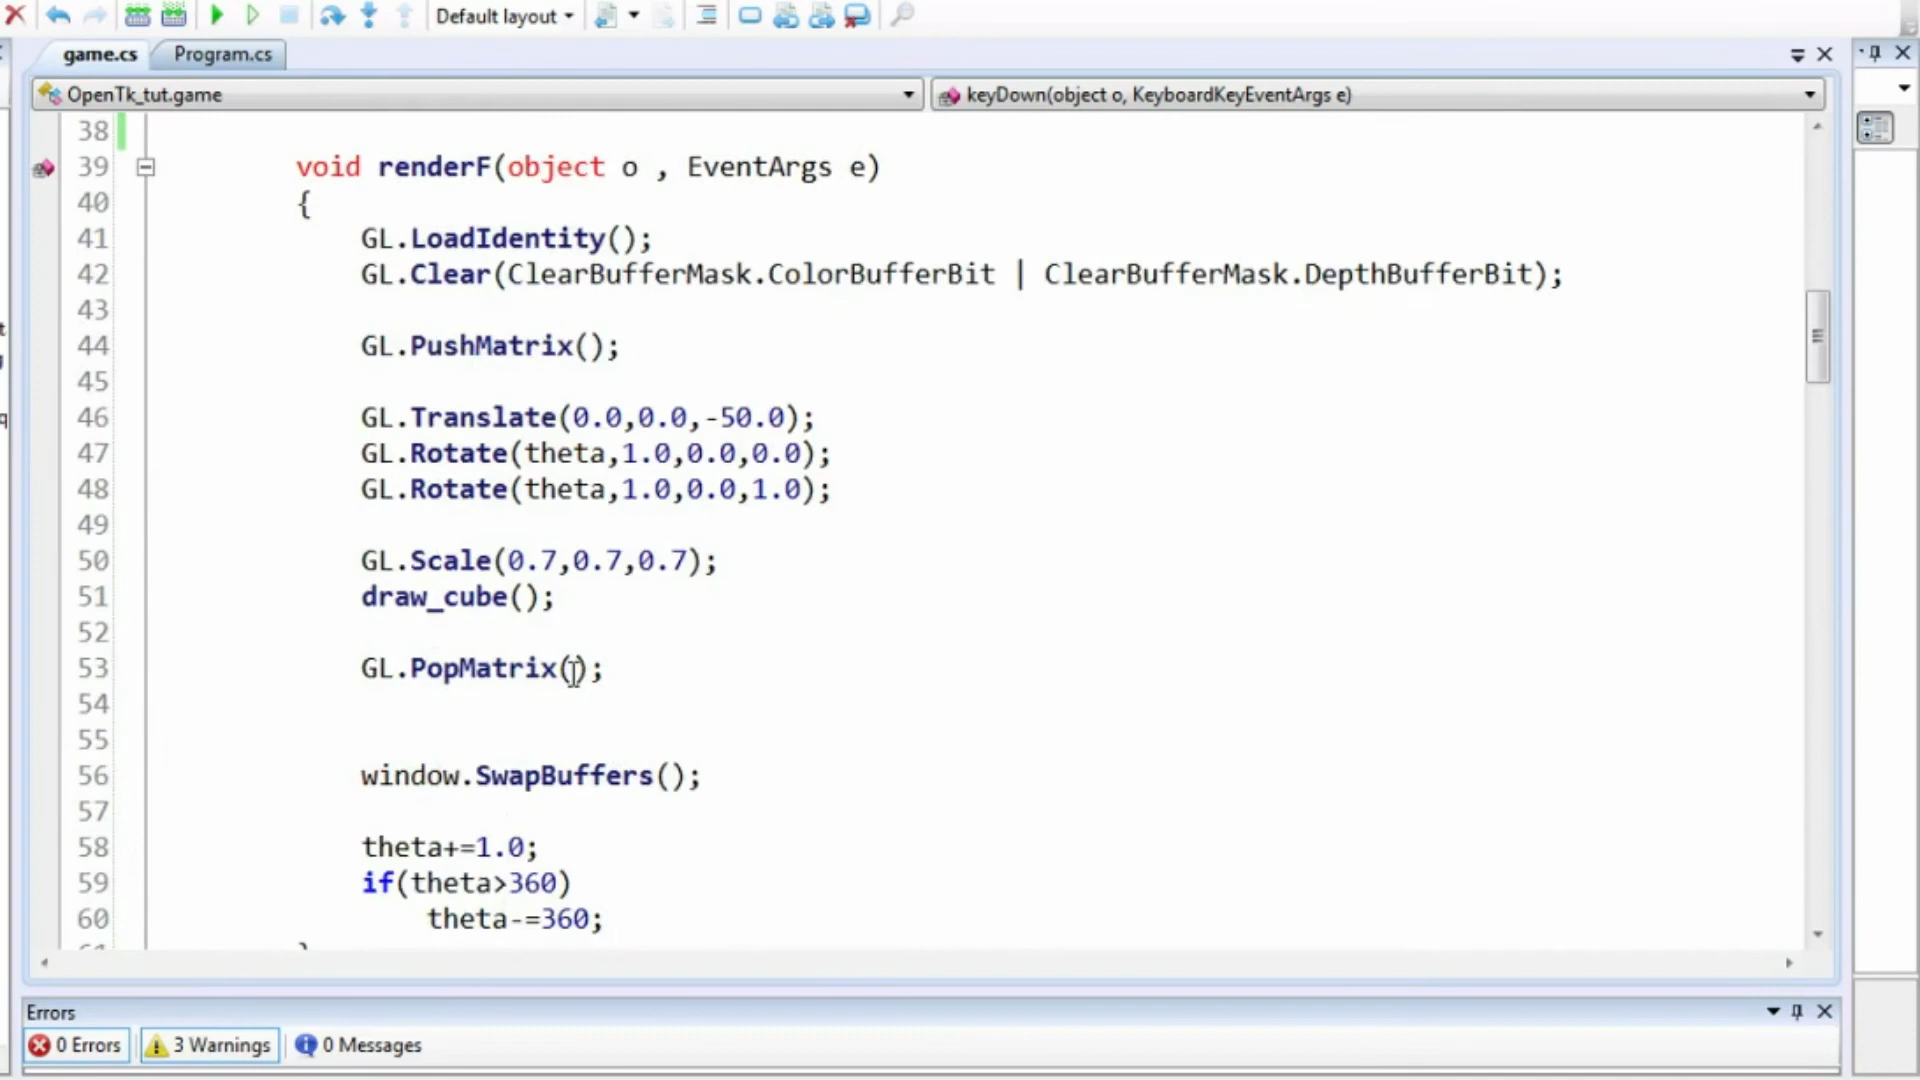 Default layout
game.cs Program.cs
OpenTk_tut.game keyDown(object o, KeyboardKeyEventArgs e)
38
39 void renderF(object o , EventArgs e)
40 {
41 GL.LoadIdentity();
42 GL.Clear(ClearBufferMask.ColorBufferBit | ClearBufferMask.DepthBufferBit);
43
44 GL.PushMatrix();
45
46 GL.Translate(0.0,0.0,-50.0);
47 GL.Rotate(theta,1.0,0.0,0.0);
48 GL.Rotate(theta,1.0,0.0,1.0);
49
50 GL.Scale(0.7,0.7,0.7);
51 draw_cube();
52
53 GL.PopMatrix();
54
55
56 window.SwapBuffers();
57
58 theta+=1.0;
59 if(theta>360)
60 theta-=360;
Errors
0 Errors 3 Warnings 0 Messages